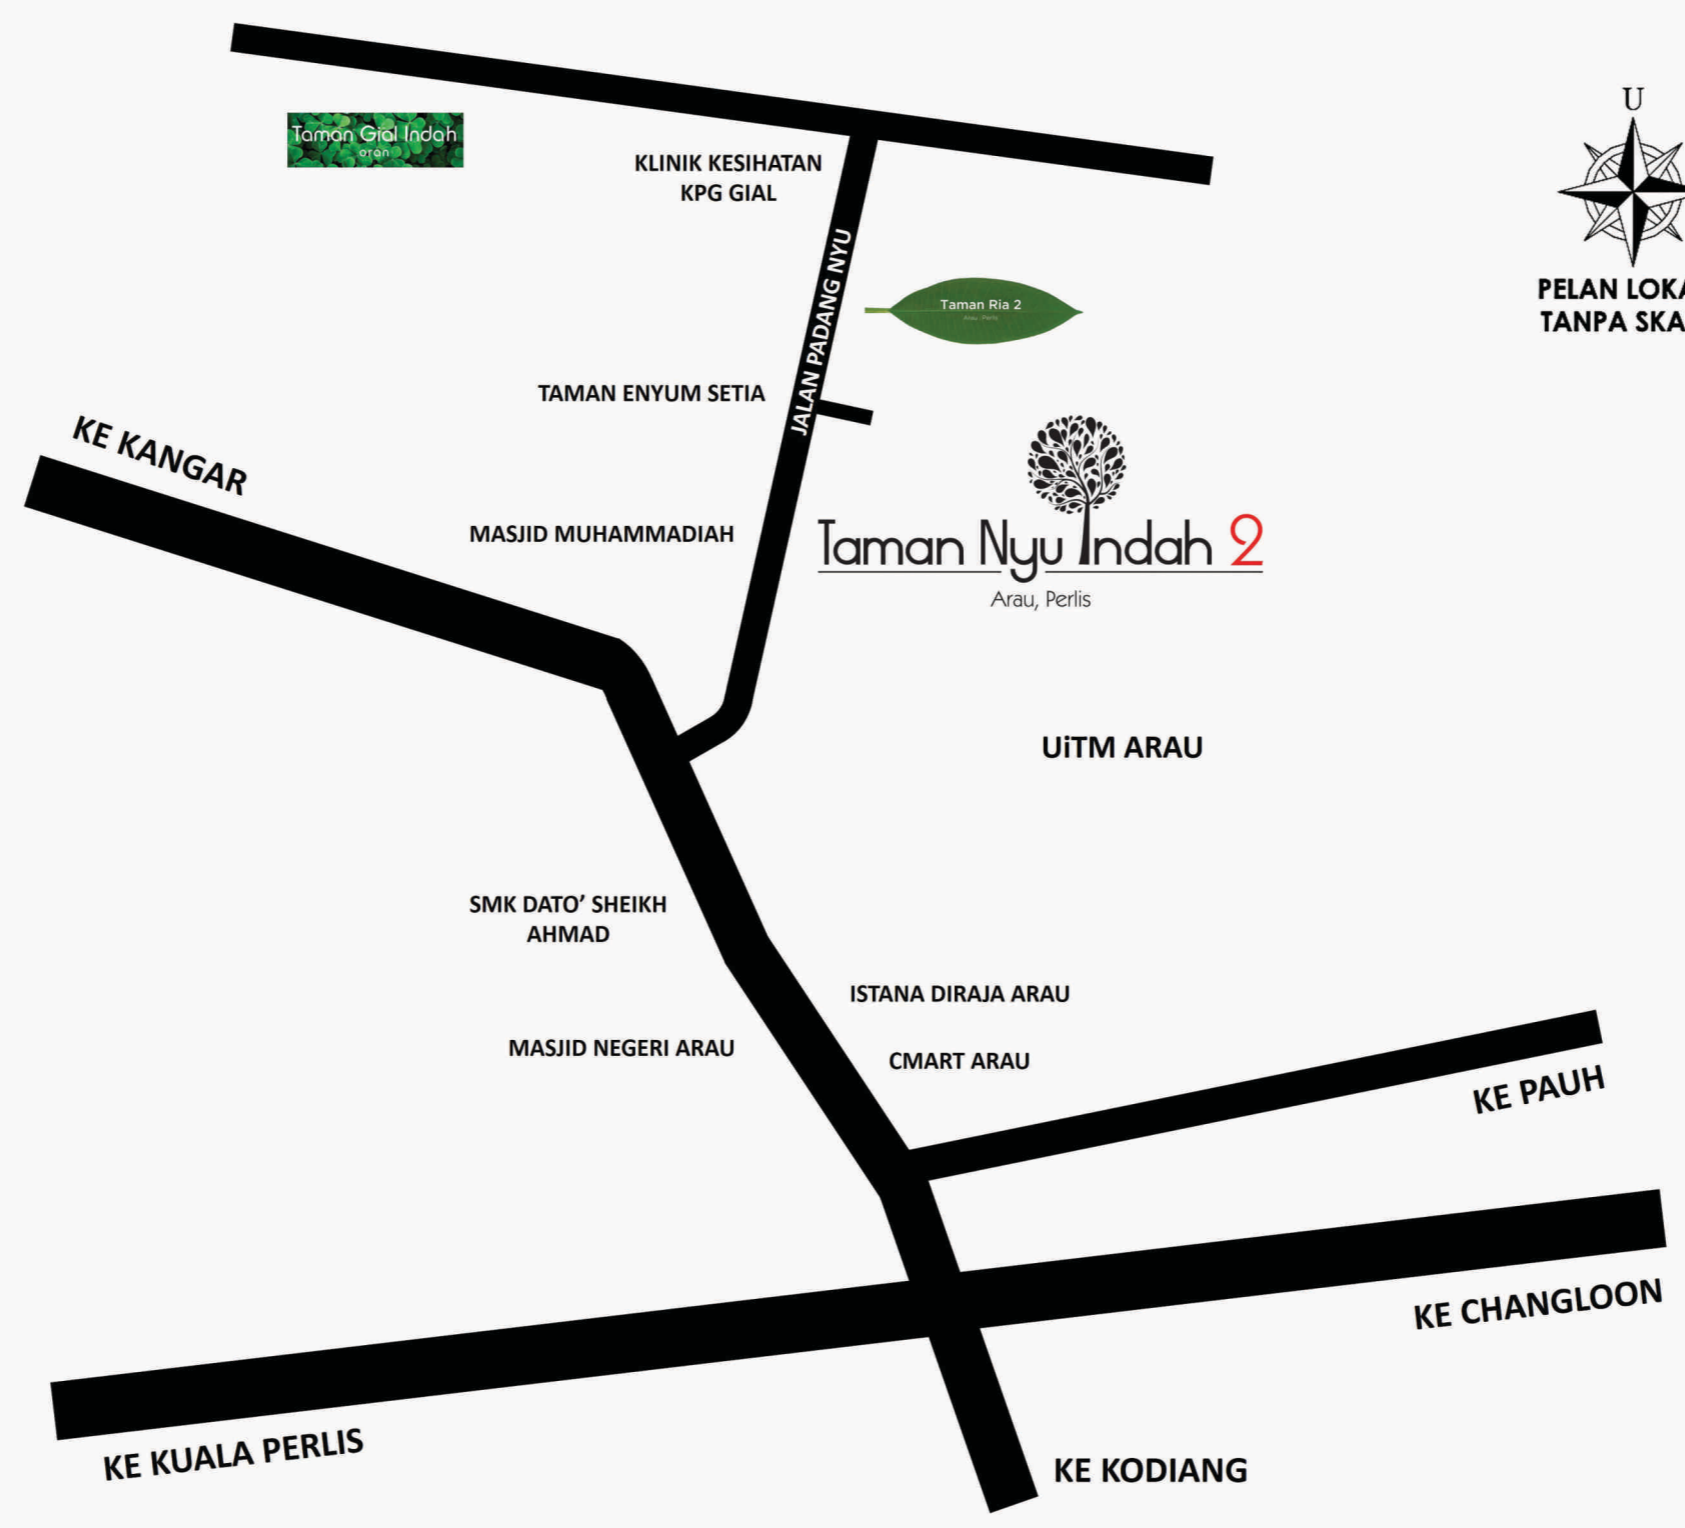 U
PELAN LOKA
TANPA SKA
Taman Gial Indah
KLINIK KESIHATAN
KPG GIAL
JALAN PADANG NYU
Taman Ria 2
Arau, Perlis
TAMAN ENYUM SETIA
KE KANGAR
MASJID MUHAMMADIAH
Taman Nyu Indah 2
Arau, Perlis
UiTM ARAU
SMK DATO’ SHEIKH
AHMAD
ISTANA DIRAJA ARAU
MASJID NEGERI ARAU
CMART ARAU
KE PAUH
KE CHANGLOON
KE KUALA PERLIS
KE KODIANG